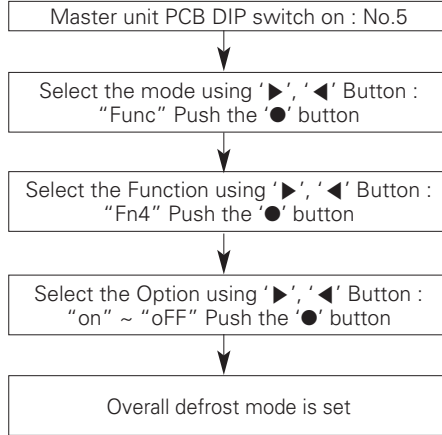 Master unit PCB DIP switch on : No.5
Select the mode using ‘▶’, ‘◀’ Button :
“Func” Push the ‘●’ button
Select the Function using ‘▶’, ‘◀’ Button :
“Fn4” Push the ‘●’ button
Select the Option using ‘▶’, ‘◀’ Button :
“on” ~ “oFF” Push the ‘●’ button
Overall defrost mode is set